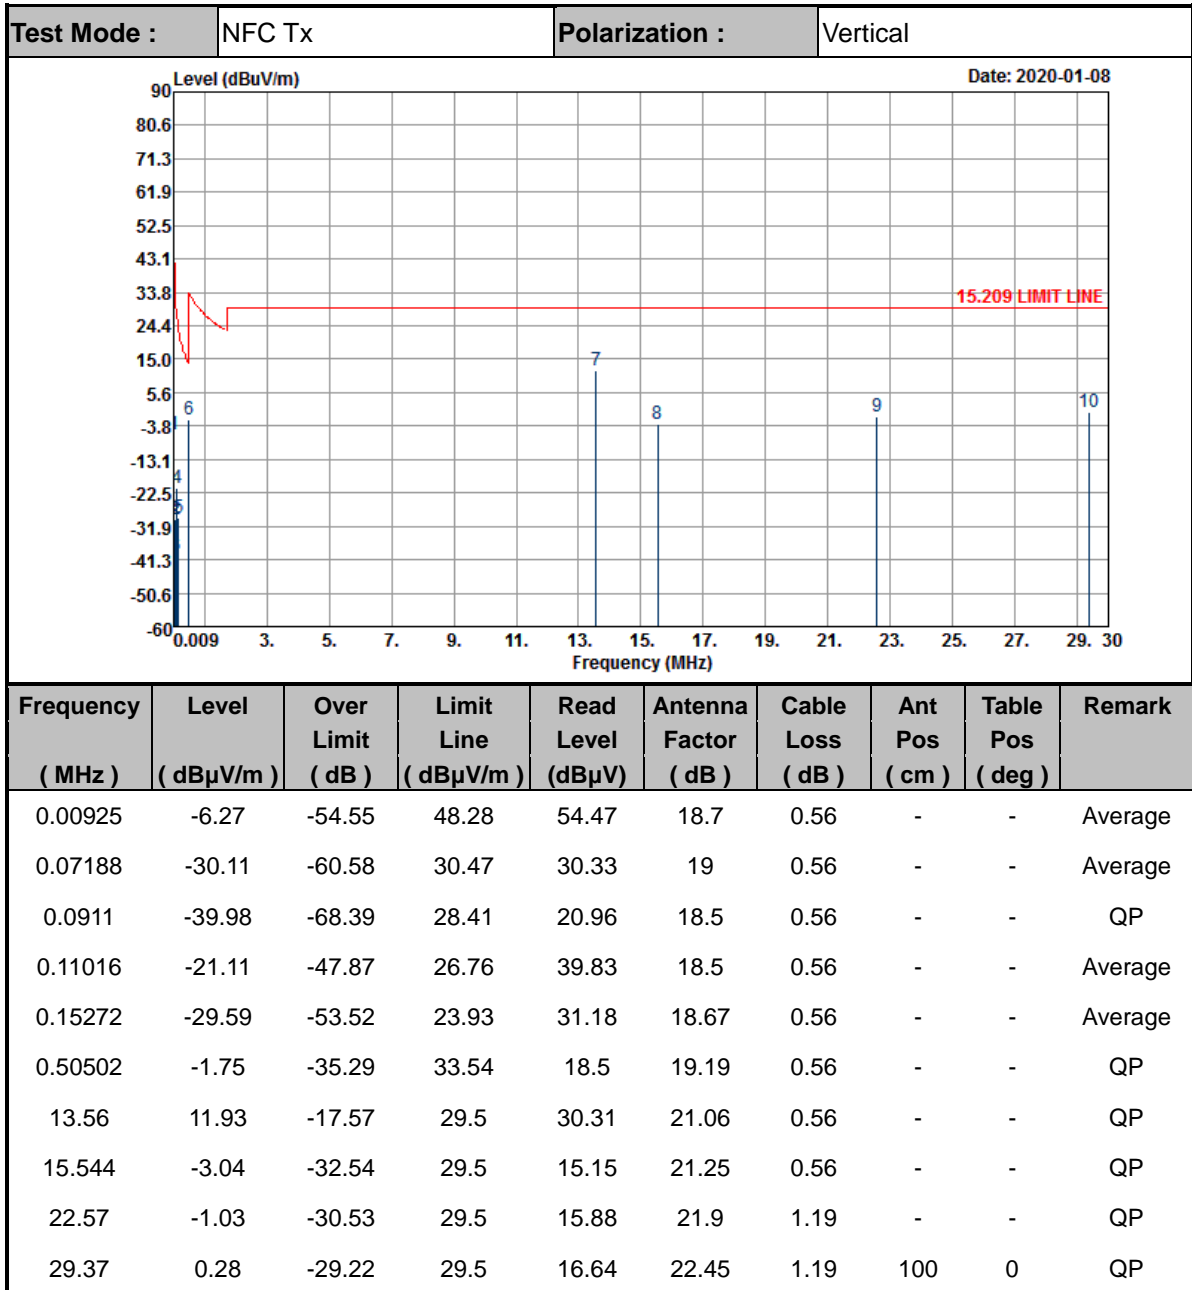 Test Mode : NFC Tx Polarization : Vertical
Level (dBuV/m) Date: 2020-01-08
90
80.6
71.3
61.9
52.5
43.1
33.8
15.209 LIMIT LINE
24.4
15.0
7
5.6
6 8 9 10
-3.8
-13.1
4
-22.5
5
-31.9
-41.3
-50.6
-60
0.009 3. 5. 7. 9. 11. 13. 15. 17. 19. 21. 23. 25. 27. 29. 30
Frequency (MHz)
Frequency Level Over Limit Read Antenna Cable Ant Table Remark
Limit Line Level Factor Loss Pos Pos
( MHz ) ( dBµV/m ) ( dB ) ( dBµV/m ) (dBµV) ( dB ) ( dB ) ( cm ) ( deg )
0.00925 -6.27 -54.55 48.28 54.47 18.7 0.56 - - Average
0.07188 -30.11 -60.58 30.47 30.33 19 0.56 - - Average
0.0911 -39.98 -68.39 28.41 20.96 18.5 0.56 - - QP
0.11016 -21.11 -47.87 26.76 39.83 18.5 0.56 - - Average
0.15272 -29.59 -53.52 23.93 31.18 18.67 0.56 - - Average
0.50502 -1.75 -35.29 33.54 18.5 19.19 0.56 - - QP
13.56 11.93 -17.57 29.5 30.31 21.06 0.56 - - QP
15.544 -3.04 -32.54 29.5 15.15 21.25 0.56 - - QP
22.57 -1.03 -30.53 29.5 15.88 21.9 1.19 - - QP
29.37 0.28 -29.22 29.5 16.64 22.45 1.19 100 0 QP